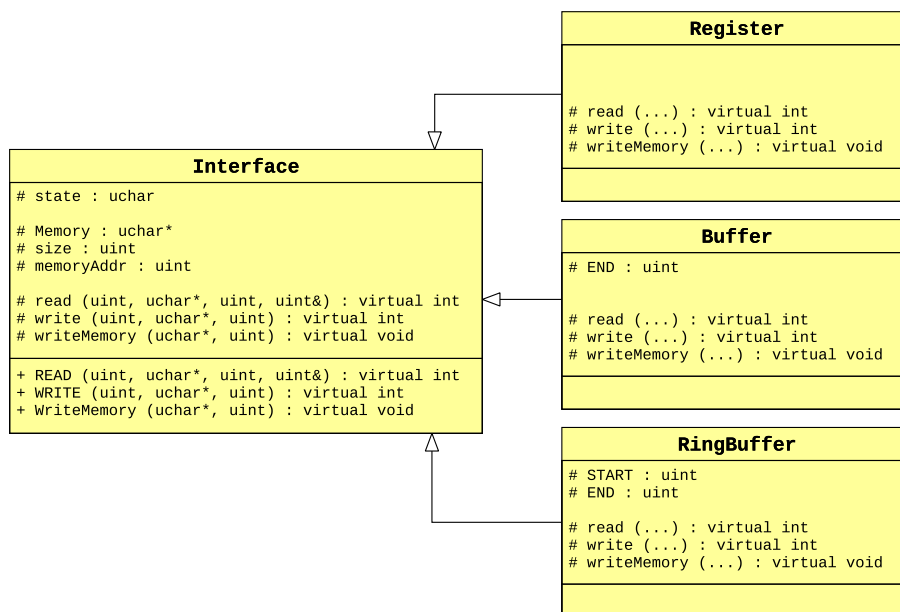 Register
# read (...) : virtual int
# write (...) : virtual int
# writeMemory (...) : virtual void
Interface
# state : uchar
# Memory : uchar*
# size : uint
# memoryAddr : uint
# read (uint, uchar*, uint, uint&) : virtual int
# write (uint, uchar*, uint) : virtual int
# writeMemory (uchar*, uint) : virtual void
+ READ (uint, uchar*, uint, uint&) : virtual int
+ WRITE (uint, uchar*, uint) : virtual int
+ WriteMemory (uchar*, uint) : virtual void
Buffer
# END : uint
# read (...) : virtual int
# write (...) : virtual int
# writeMemory (...) : virtual void
RingBuffer
# START : uint
# END : uint
# read (...) : virtual int
# write (...) : virtual int
# writeMemory (...) : virtual void